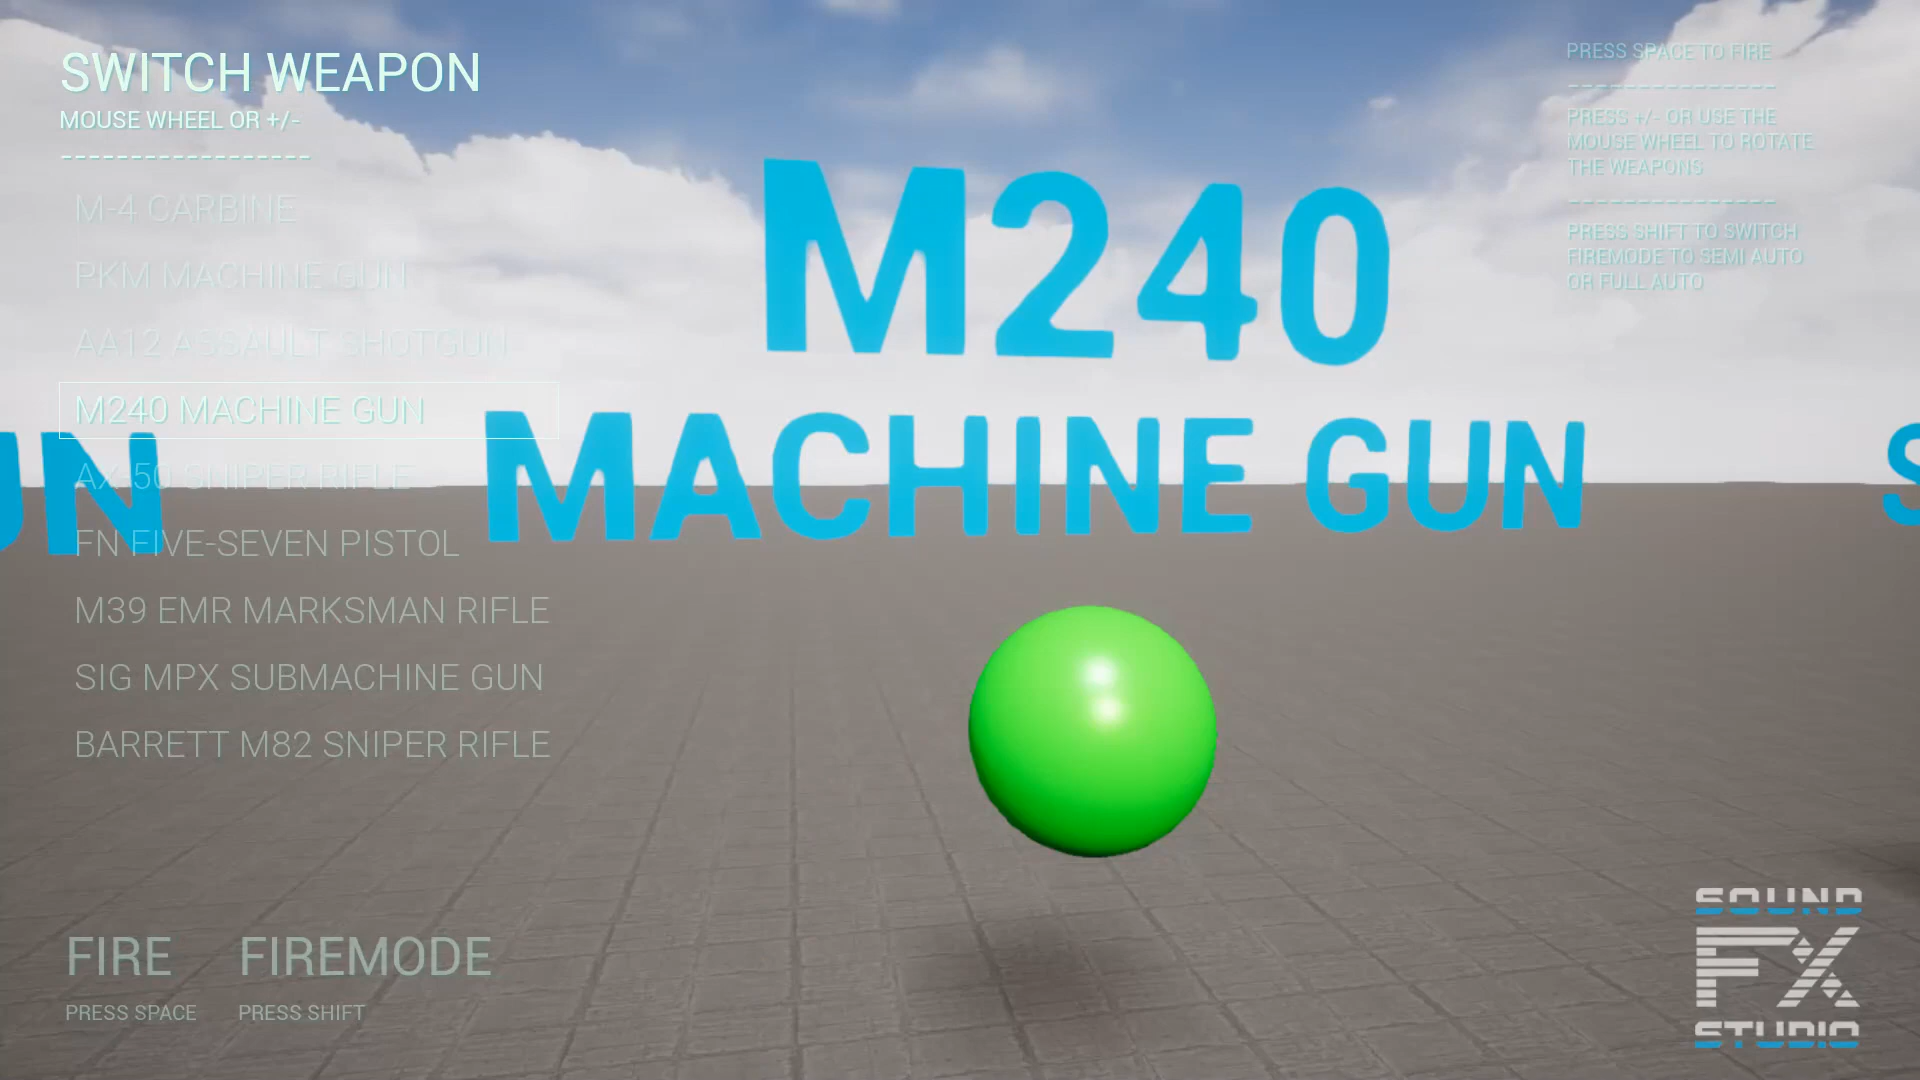 SWITCH WEAPON
MOUSE WHEEL OR +/-
------------------
M-4 CARBINE
PKM MACHINE GUN
AA12 ASSAULT SHOTGUN
M240 MACHINE GUN
AX-50 SNIPER RIFLE
FN FIVE-SEVEN PISTOL
M39 EMR MARKSMAN RIFLE
SIG MPX SUBMACHINE GUN
BARRETT M82 SNIPER RIFLE
FIRE
PRESS SPACE
FIREMODE
PRESS SHIFT
M240
MACHINE GUN
UN
S
PRESS SPACE TO FIRE
---------------
PRESS +/- OR USE THE
MOUSE WHEEL TO ROTATE
THE WEAPONS
---------------
PRESS SHIFT TO SWITCH
FIREMODE TO SEMI AUTO
OR FULL AUTO
SOUND
FX
STUDIO